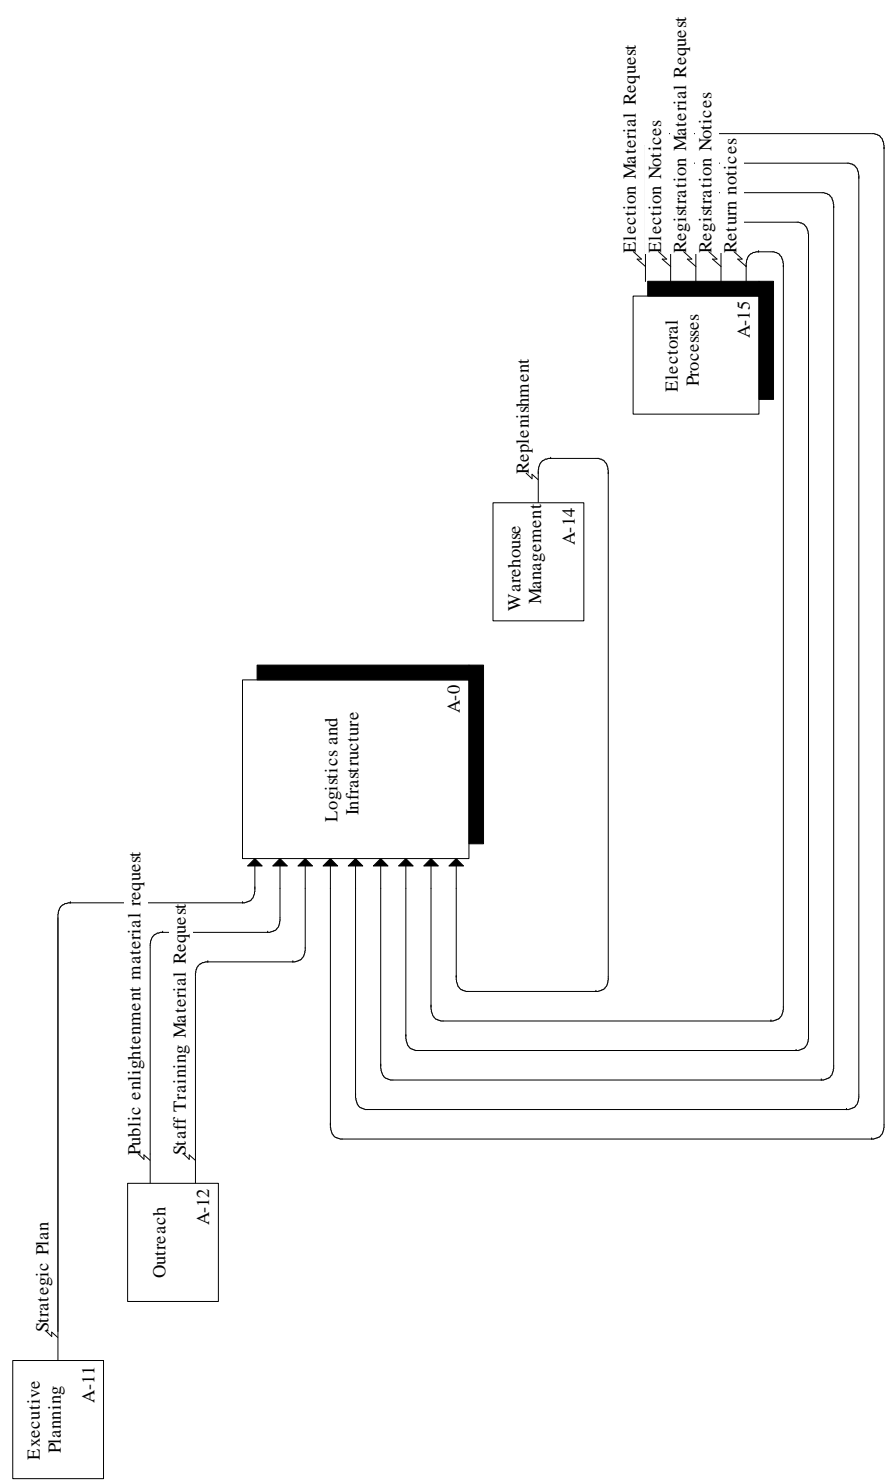 Executive
Planning
A-11
Strategic Plan
Outreach
A-12
Public enlightenment material request
Staff Training Material Request
Logistics and
Infrastructure
A-0
Warehouse
Management
A-14
Replenishment
Electoral
Processes
A-15
Election Material Request
Election Notices
Registration Material Request
Registration Notices
Return notices